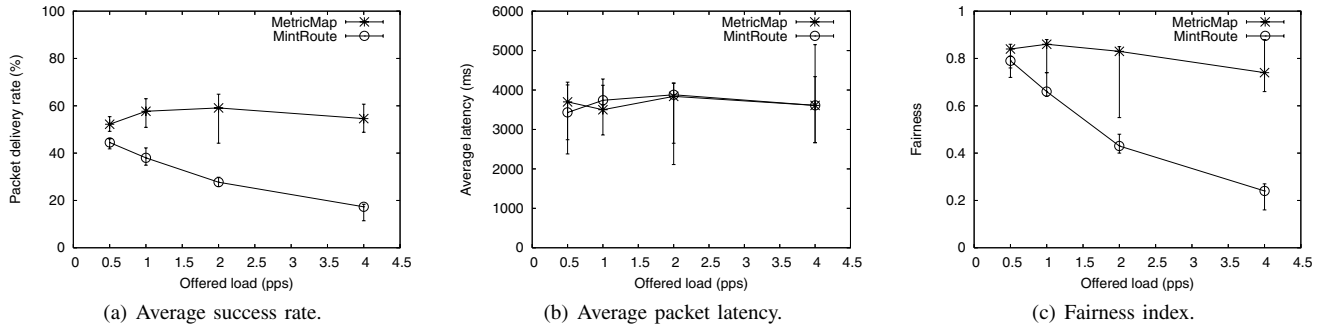 Packet delivery rate (%)
100
80
60
40
20
0
0 0.5 1 1.5 2 2.5 3 3.5 4 4.5
Offered load (pps)
MetricMap
MintRoute
(a) Average success rate.
Average latency (ms)
6000
5000
4000
3000
2000
1000
0
0 0.5 1 1.5 2 2.5 3 3.5 4 4.5
Offered load (pps)
MetricMap
MintRoute
(b) Average packet latency.
Fairness
1
0.8
0.6
0.4
0.2
0
0 0.5 1 1.5 2 2.5 3 3.5 4 4.5
Offered load (pps)
MetricMap
MintRoute
(c) Fairness index.